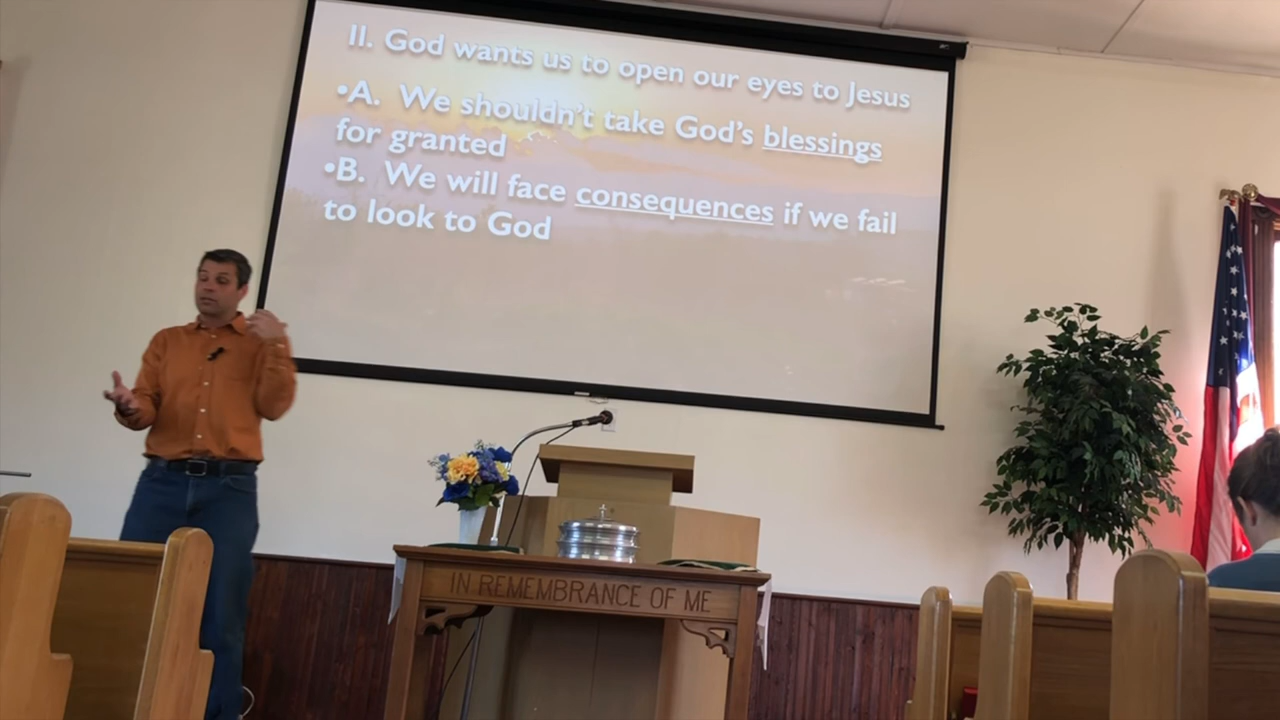 II. God wants us to open our eyes to Jesus
•A. We shouldn't take God's blessings
for granted
•B. We will face consequences if we fail
to look to God
IN REMEMBRANCE OF ME